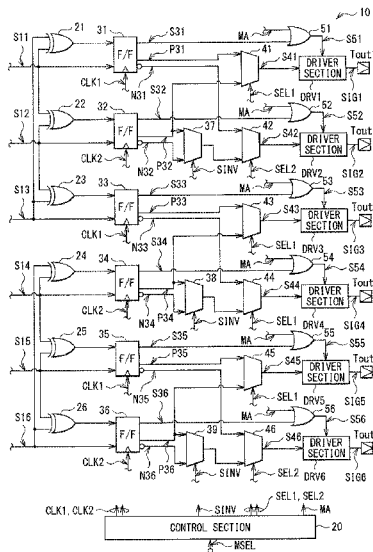 10
21 31 S31 MA 51
S11 F/F P31 41 S51 Tout
CLK1 N31 S41 DRIVER SECTION
22 32 S32 SEL1 DRV1 SIG1
S12 F/F 37 42 MA 52 S52 Tout
CLK2 N32 P32 S42 DRIVER SECTION
23 33 S33 SINV SEL2 DRV2 SIG2
S13 F/F P33 43 MA 53 S53 Tout
CLK1 N33 S43 DRIVER SECTION
24 34 S34 SEL1 DRV3 SIG3
S14 F/F 38 44 MA 54 S54 Tout
CLK2 N34 P34 S44 DRIVER SECTION
25 35 S35 SINV SEL1 DRV4 SIG4
S15 F/F P35 45 MA 55 S55 Tout
CLK1 N35 S45 DRIVER SECTION
26 36 S36 SEL1 DRV5 SIG5
S16 F/F 39 46 MA 56 S56 Tout
CLK2 N36 P36 S46 DRIVER SECTION
SINV SEL2 DRV6 SIG6
CLK1, CLK2 SINV SEL1, SEL2 MA
CONTROL SECTION 20
MSEL